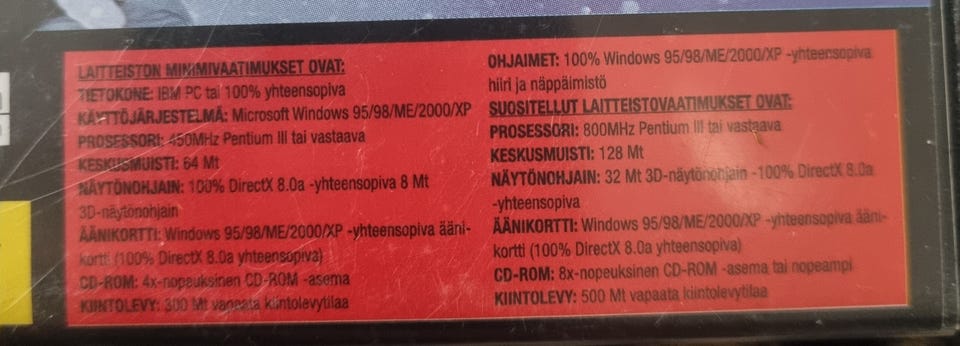 LAITTEISTON MINIMIVAATIMUKSET OVAT:
TIETOKONE: IBM PC tai 100% yhteensopiva
KÄYTTÖJÄRJESTELMÄ: Microsoft Windows 95/98/ME/2000/XP
PROSESSORI: 450MHz Pentium III tai vastaava
KESKUSMUISTI: 64 Mt
NÄYTÖNOHJAIN: 100% DirectX 8.0a -yhteensopiva 8 Mt
3D-näytönohjain
ÄÄNIKORTTI: Windows 95/98/ME/2000/XP -yhteensopiva ääni-
kortti (100% DirectX 8.0a yhteensopiva)
CD-ROM: 4x-nopeuksinen CD-ROM -asema
KIINTOLEVY: 300 Mt vapaata kiintolevytilaa
OHJAIMET: 100% Windows 95/98/ME/2000/XP -yhteensopiva
hiiri ja näppäimistö
SUOSITELLUT LAITTEISTOVAATIMUKSET OVAT:
PROSESSORI: 800MHz Pentium III tai vastaava
KESKUSMUISTI: 128 Mt
NÄYTÖNOHJAIN: 32 Mt 3D-näytönohjain -100% DirectX 8.0a
-yhteensopiva
ÄÄNIKORTTI: Windows 95/98/ME/2000/XP -yhteensopiva ääni-
kortti (100% DirectX 8.0a yhteensopiva)
CD-ROM: 8x-nopeuksinen CD-ROM -asema tai nopeampi
KIINTOLEVY: 500 Mt vapaata kiintolevytilaa